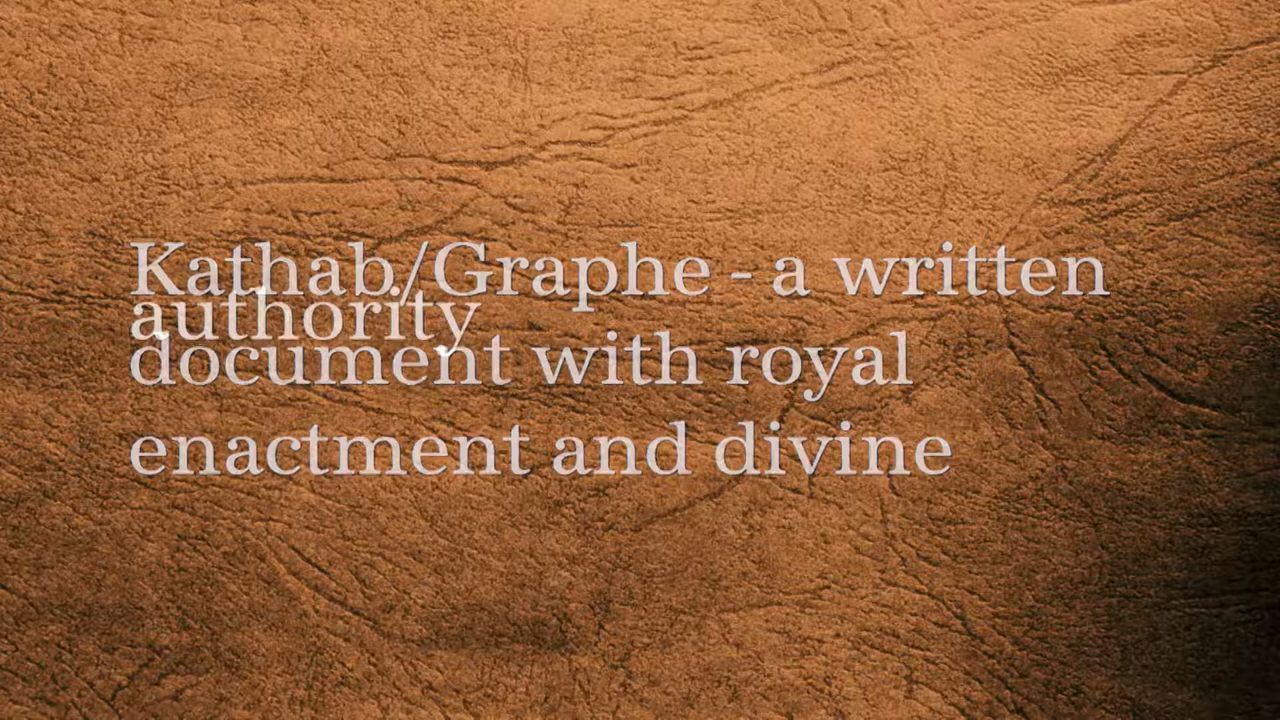 Kathab/Graphe - a written
authority
document with royal
enactment and divine